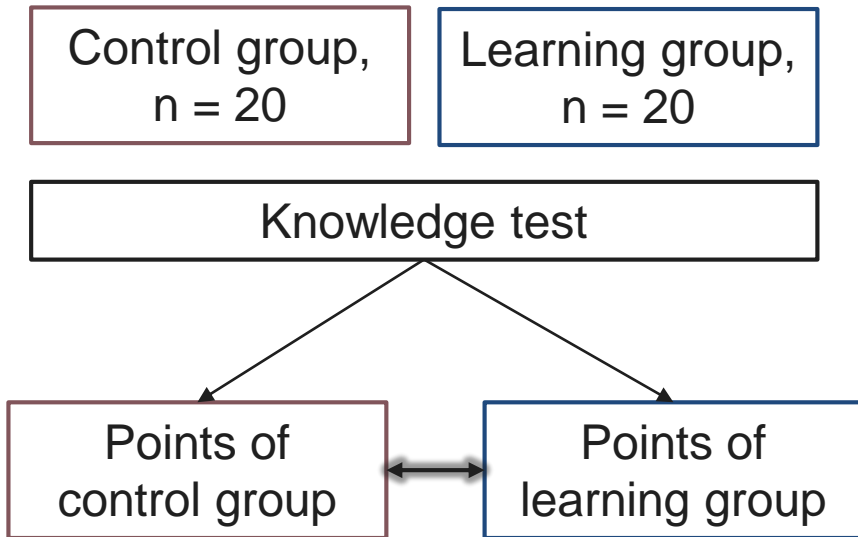 Control group,
n = 20
Learning group,
n = 20
Knowledge test
Points of
control group
Points of
learning group